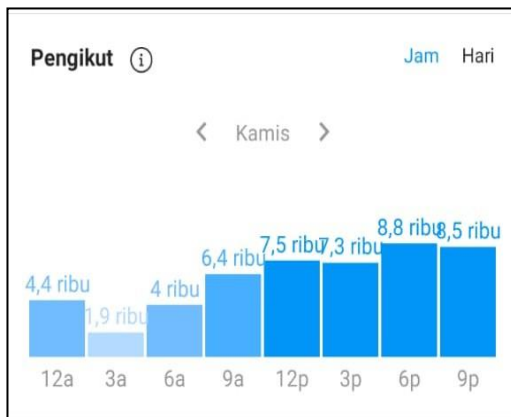 Pengikut
Jam Hari
Kamis
4,4 ribu 1,9 ribu 4 ribu 6,4 ribu 7,5 ribu 7,3 ribu 8,8 ribu 8,5 ribu
12a 3a 6a 9a 12p 3p 6p 9p